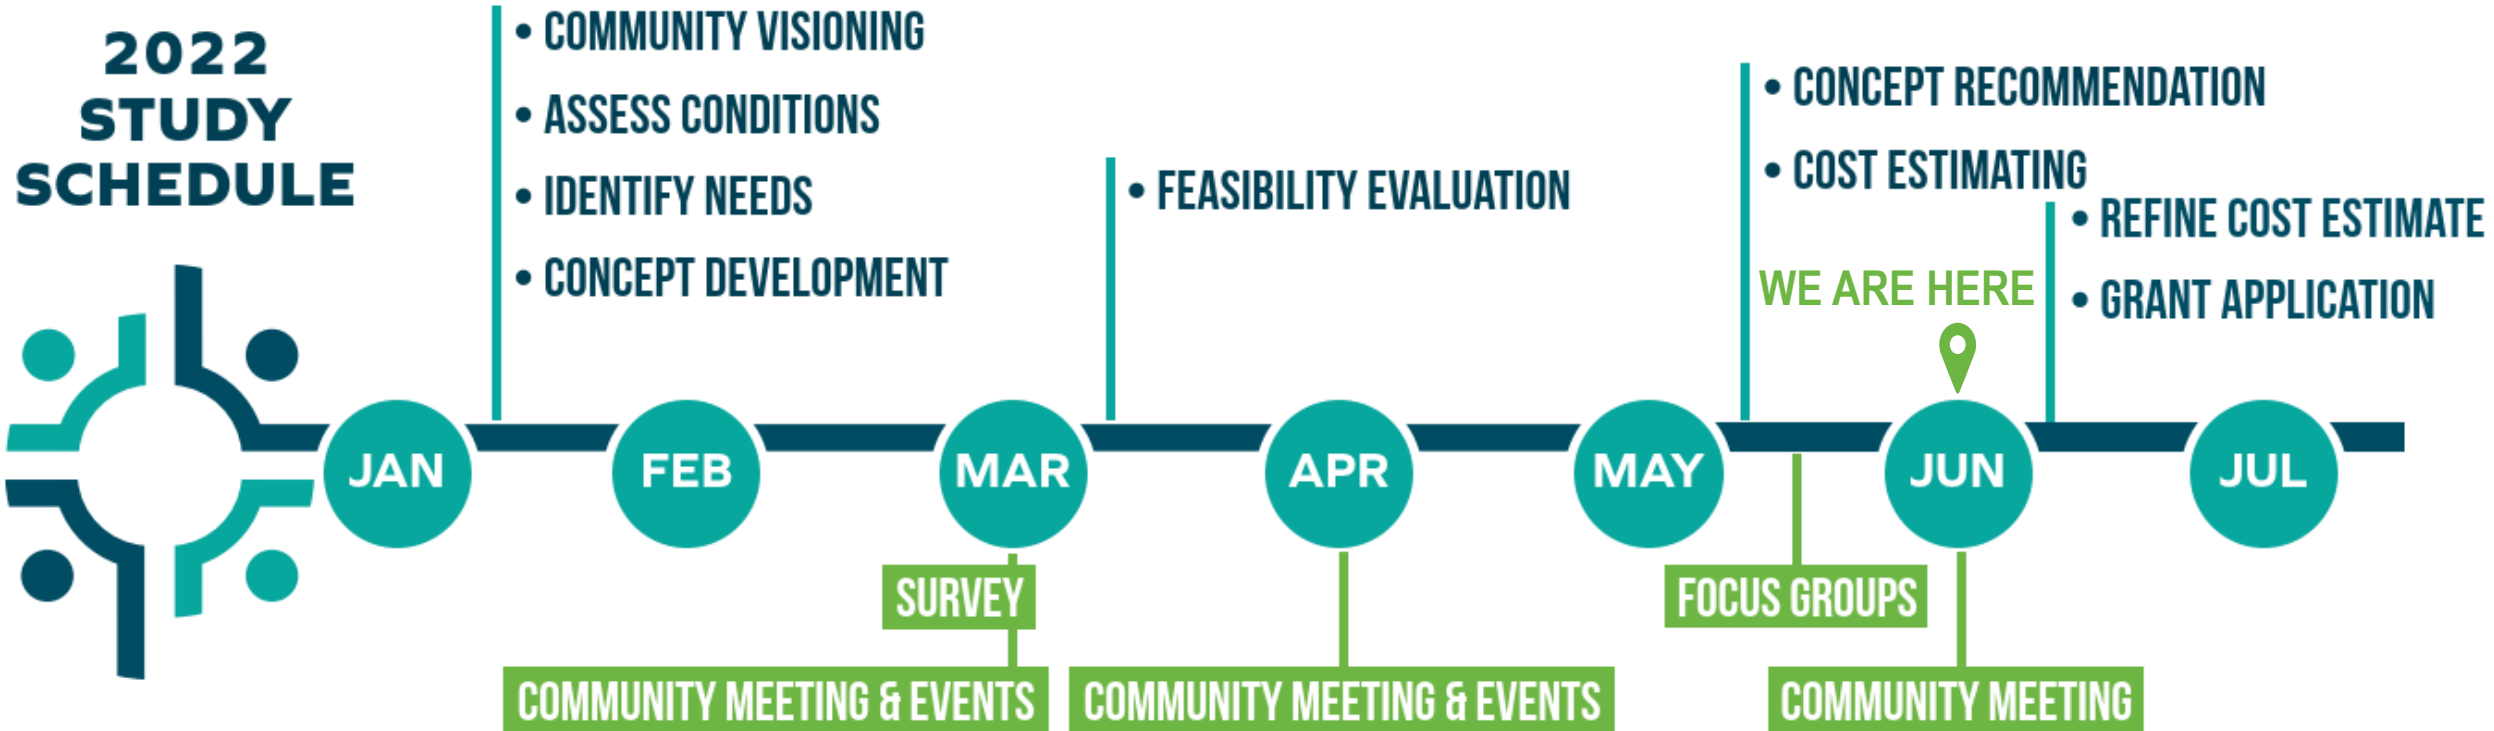 2022
STUDY
SCHEDULE
• COMMUNITY VISIONING
• ASSESS CONDITIONS
• IDENTIFY NEEDS
• CONCEPT DEVELOPMENT
• FEASIBILITY EVALUATION
• CONCEPT RECOMMENDATION
• COST ESTIMATING
• REFINE COST ESTIMATE
• GRANT APPLICATION
WE ARE HERE
JAN
FEB
MAR
APR
MAY
JUN
JUL
SURVEY
FOCUS GROUPS
COMMUNITY MEETING & EVENTS
COMMUNITY MEETING & EVENTS
COMMUNITY MEETING